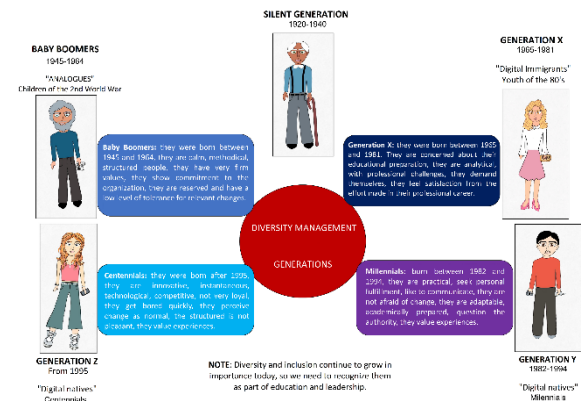 SILENT GENERATION
1920-1940
BABY BOOMERS
1945-1964
"ANALOGUES"
Children of the 2nd World War
GENERATION X
1965-1981
"Digital Immigrants"
Youth of the 80's
Baby Boomers: they were born between
1945 and 1964, they are calm, methodical,
structured people, they have very firm
values, they show commitment to the
organization, they are reserved and have a
low level of tolerance for relevant changes.
Generation X: they were born between 1965
and 1981. They are concerned about their
educational preparation, they are analytical,
with professional challenges, they demand
themselves, they feel satisfaction from the
effort made in their professional career.
DIVERSITY MANAGEMENT
GENERATIONS
Centennials: they were born after 1995,
they are innovative, instantaneous,
technological, competitive, not very loyal,
they get bored quickly, they perceive
change as normal, the structured is not
pleasant, they value experiences.
Millennials: born between 1982 and
1994, they are practical, seek personal
fulfillment, like to communicate, they are
not afraid of change, they are adaptable,
academically prepared, question the
authority, they value experiences.
GENERATION Z
From 1995
"Digital natives"
Centennials
NOTE: Diversity and inclusion continue to grow in
importance today, so we need to recognize them
as part of education and leadership.
GENERATION Y
1982-1994
"Digital natives"
Milennials